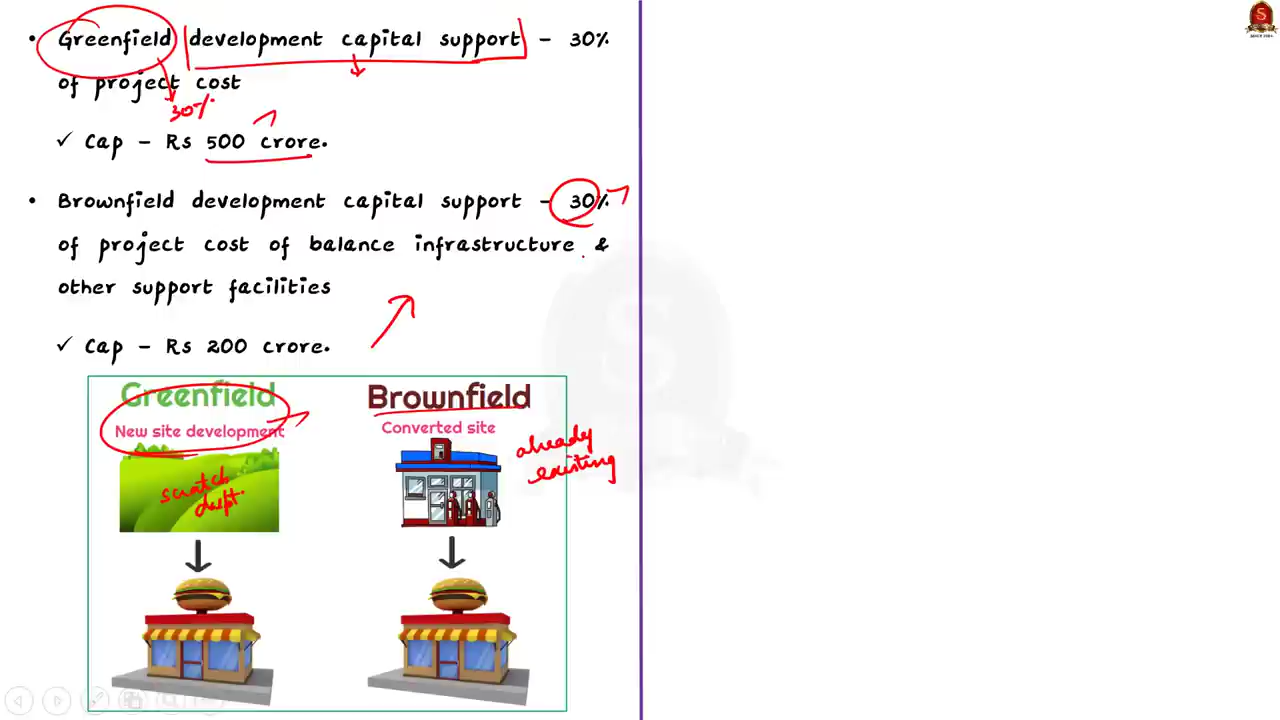 • Greenfield development capital support - 30%
of project cost
30%
✓ Cap - Rs 500 crore.
• Brownfield development capital support - 30%
of project cost of balance infrastructure &
other support facilities
✓ Cap - Rs 200 crore.
Greenfield
New site development
scratch
Brownfield
Converted site
already
existing
S